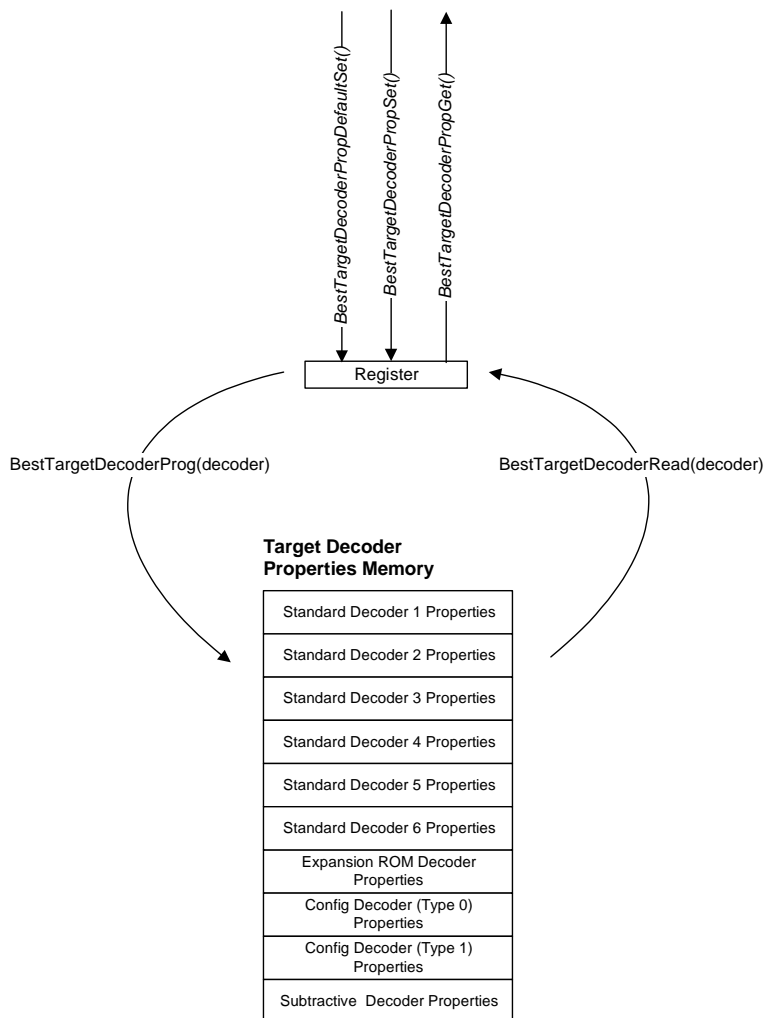 BestTargetDecoderPropDefaultSet()
BestTargetDecoderPropSet()
BestTargetDecoderPropGet()
Register
BestTargetDecoderProg(decoder)
BestTargetDecoderRead(decoder)
Target Decoder
Properties Memory
Standard Decoder 1 Properties
Standard Decoder 2 Properties
Standard Decoder 3 Properties
Standard Decoder 4 Properties
Standard Decoder 5 Properties
Standard Decoder 6 Properties
Expansion ROM Decoder
Properties
Config Decoder (Type 0)
Properties
Config Decoder (Type 1)
Properties
Subtractive Decoder Properties